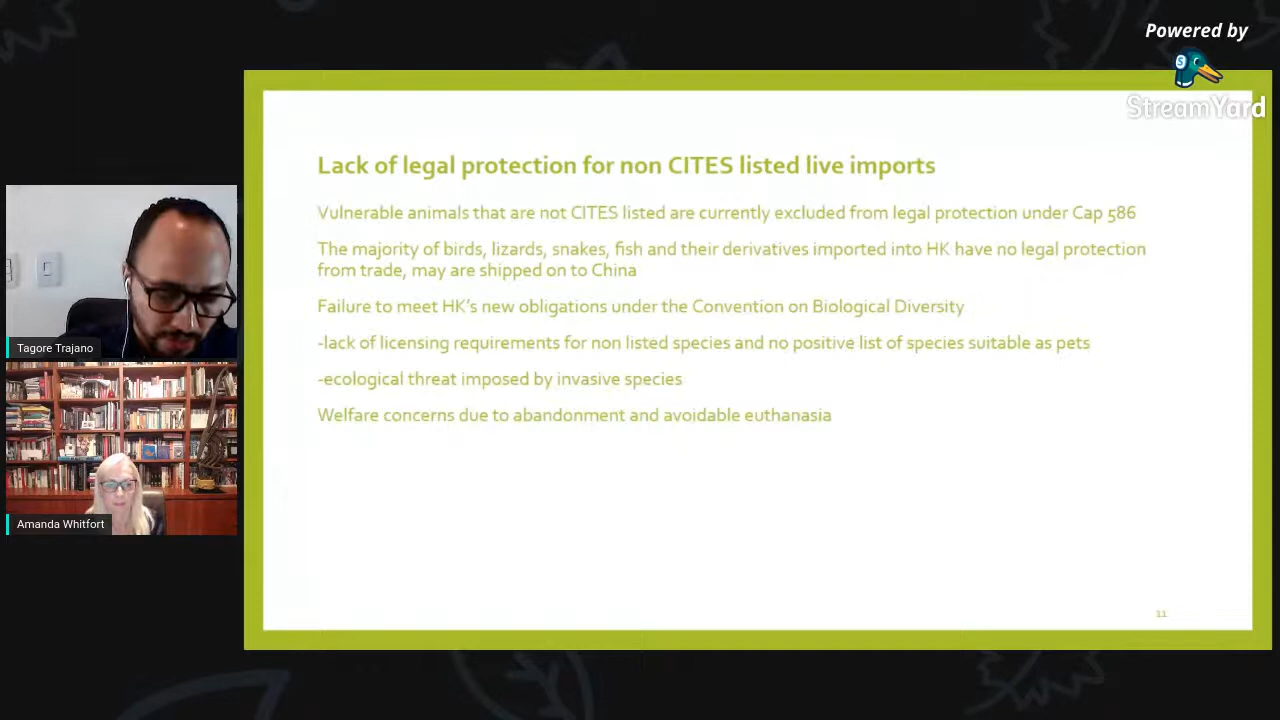 Powered by
StreamYard
Lack of legal protection for non CITES listed live imports
Vulnerable animals that are not CITES listed are currently excluded from legal protection under Cap 586
The majority of birds, lizards, snakes, fish and their derivatives imported into HK have no legal protection
from trade, may are shipped on to China
Failure to meet HK's new obligations under the Convention on Biological Diversity
-lack of licensing requirements for non listed species and no positive list of species suitable as pets
-ecological threat imposed by invasive species
Welfare concerns due to abandonment and avoidable euthanasia
11
Tagore Trajano
Amanda Whitfort